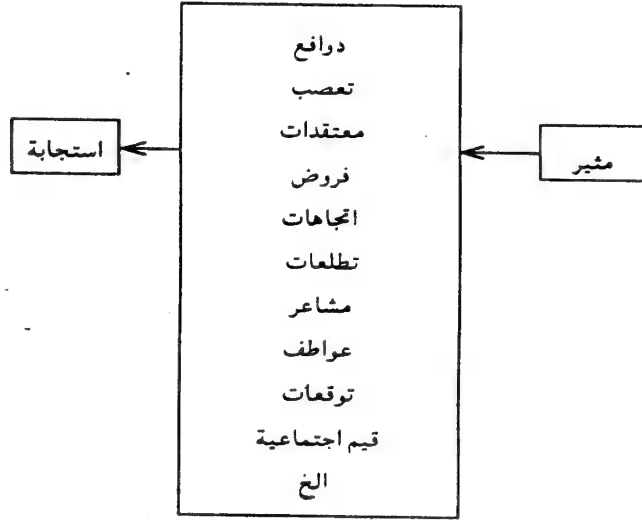 مثير
دوافع
تعصب
معتقدات
فروض
اتجاهات
تطلعات
مشاعر
عواطف
توقعات
قيم اجتماعية
الخ
استجابة